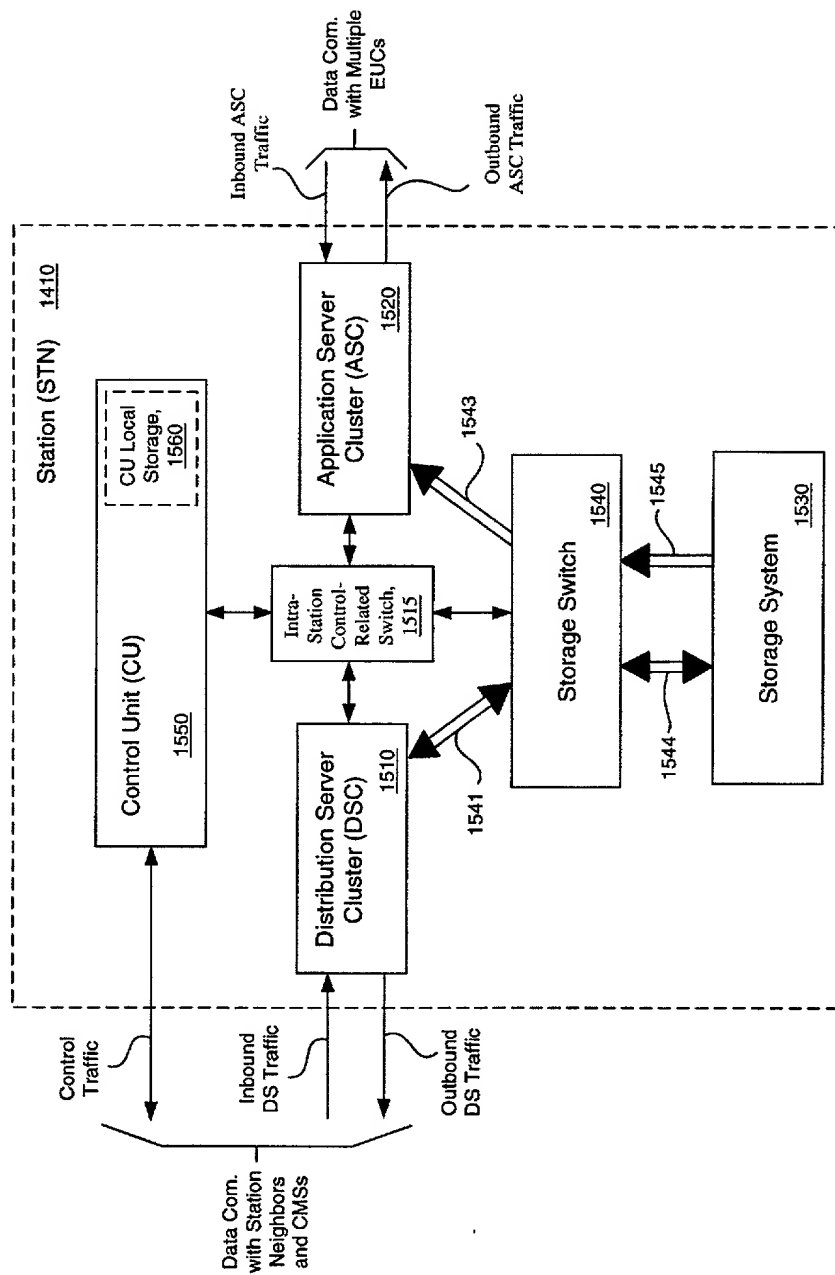 Station (STN)
1410
Control Unit (CU)
1550
CU Local
Storage,
1560
Control
Traffic
Inbound
DS Traffic
Outbound
DS Traffic
Data Com.
with Station
Neighbors
and CMSs
Distribution Server
Cluster (DSC)
1510
Intra-
Station
Control-
Related
Switch,
1515
Application Server
Cluster (ASC)
1520
Inbound ASC
Traffic
Outbound
ASC Traffic
Data Com.
with Multiple
EUCs
1541
1543
Storage Switch
1540
1544
1545
Storage System
1530